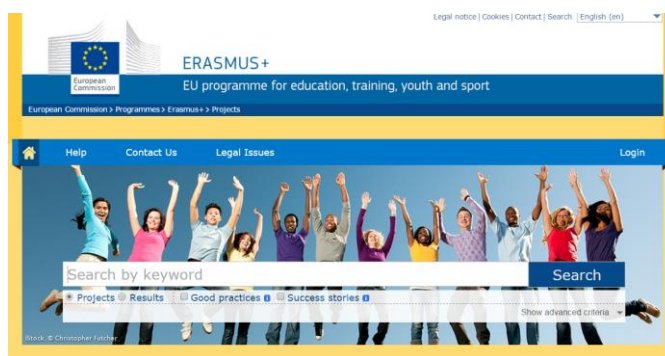 Legal notice | Cookies | Contact | Search English (en)
European
Commission
ERASMUS+
EU programme for education, training, youth and sport
European Commission > Programmes > Erasmus+ > Projects
Help Contact Us Legal Issues Login
Search by keyword Search
Projects Results Good practices Success stories
Show advanced criteria
iStock, © Christopher Futcher